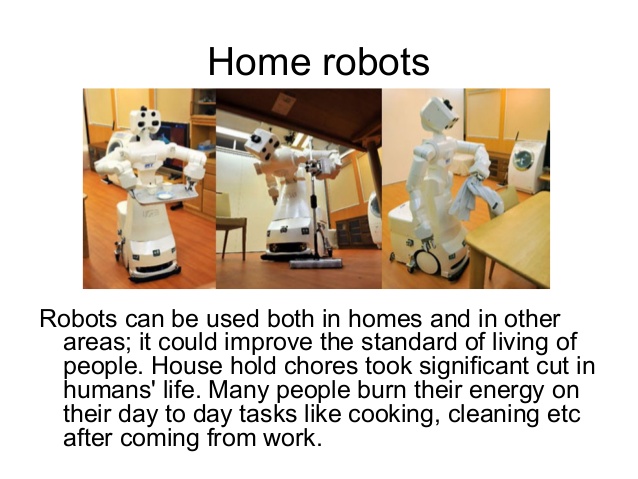 Home robots
Robots can be used both in homes and in other
areas; it could improve the standard of living of
people. House hold chores took significant cut in
humans' life. Many people burn their energy on
their day to day tasks like cooking, cleaning etc
after coming from work.